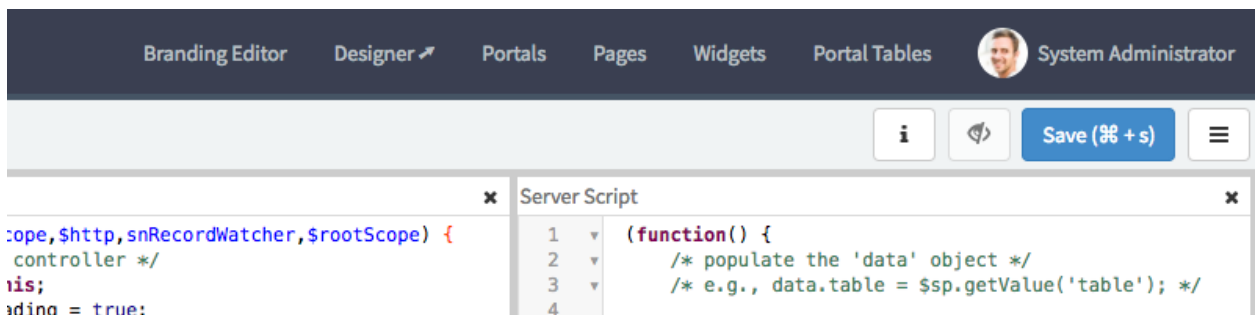 Branding Editor Designer Portals Pages Widgets Portal Tables System Administrator
i Save (⌘ + s)
Server Script
cope,$http,snRecordWatcher,$rootScope) {
controller */
his;
ading = true;
1 (function() {
2 /* populate the 'data' object */
3 /* e.g., data.table = $sp.getValue('table'); */
4